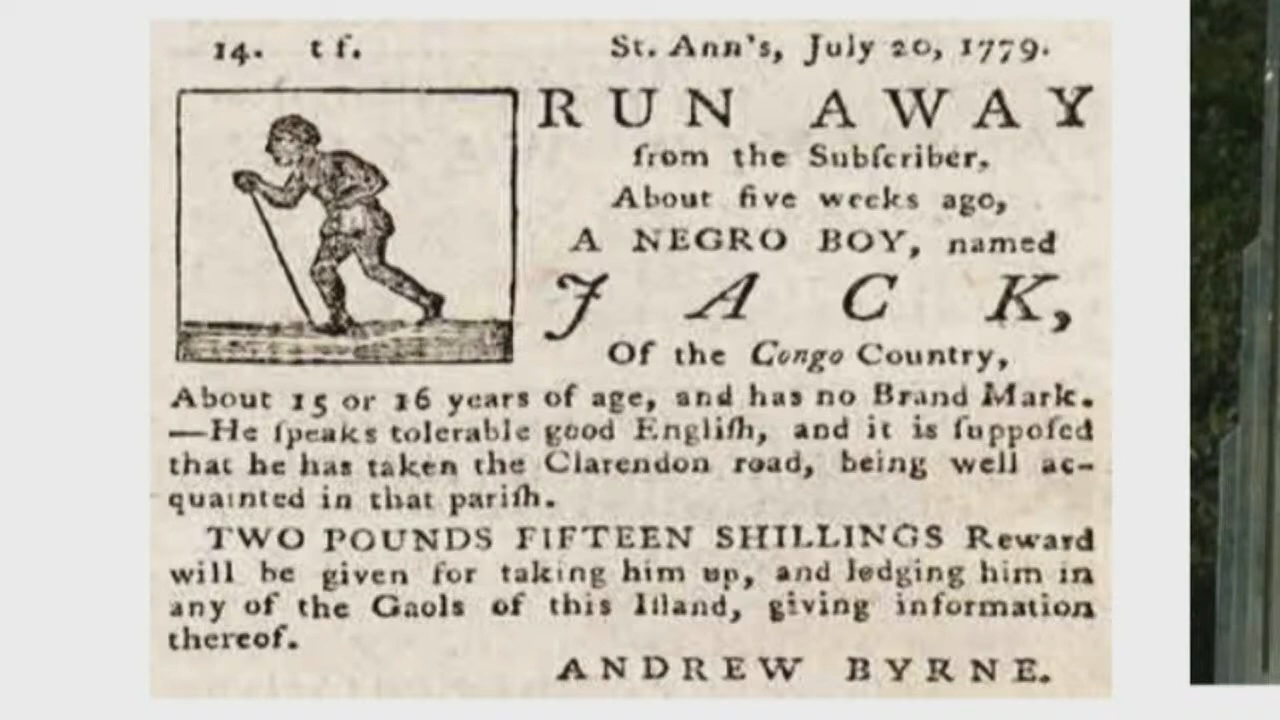 14. tf.
St. Ann's, July 20, 1779.
RUN AWAY
from the Subſcriber,
About five weeks ago,
A NEGRO BOY, named
JACK,
Of the Congo Country,
About 15 or 16 years of age, and has no Brand Mark.
—He ſpeaks tolerable good Engliſh, and it is ſuppoſed
that he has taken the Clarendon road, being well ac-
quainted in that pariſh.
TWO POUNDS FIFTEEN SHILLINGS Reward
will be given for taking him up, and lodging him in
any of the Gaols of this Iſland, giving information
thereof.
ANDREW BYRNE.